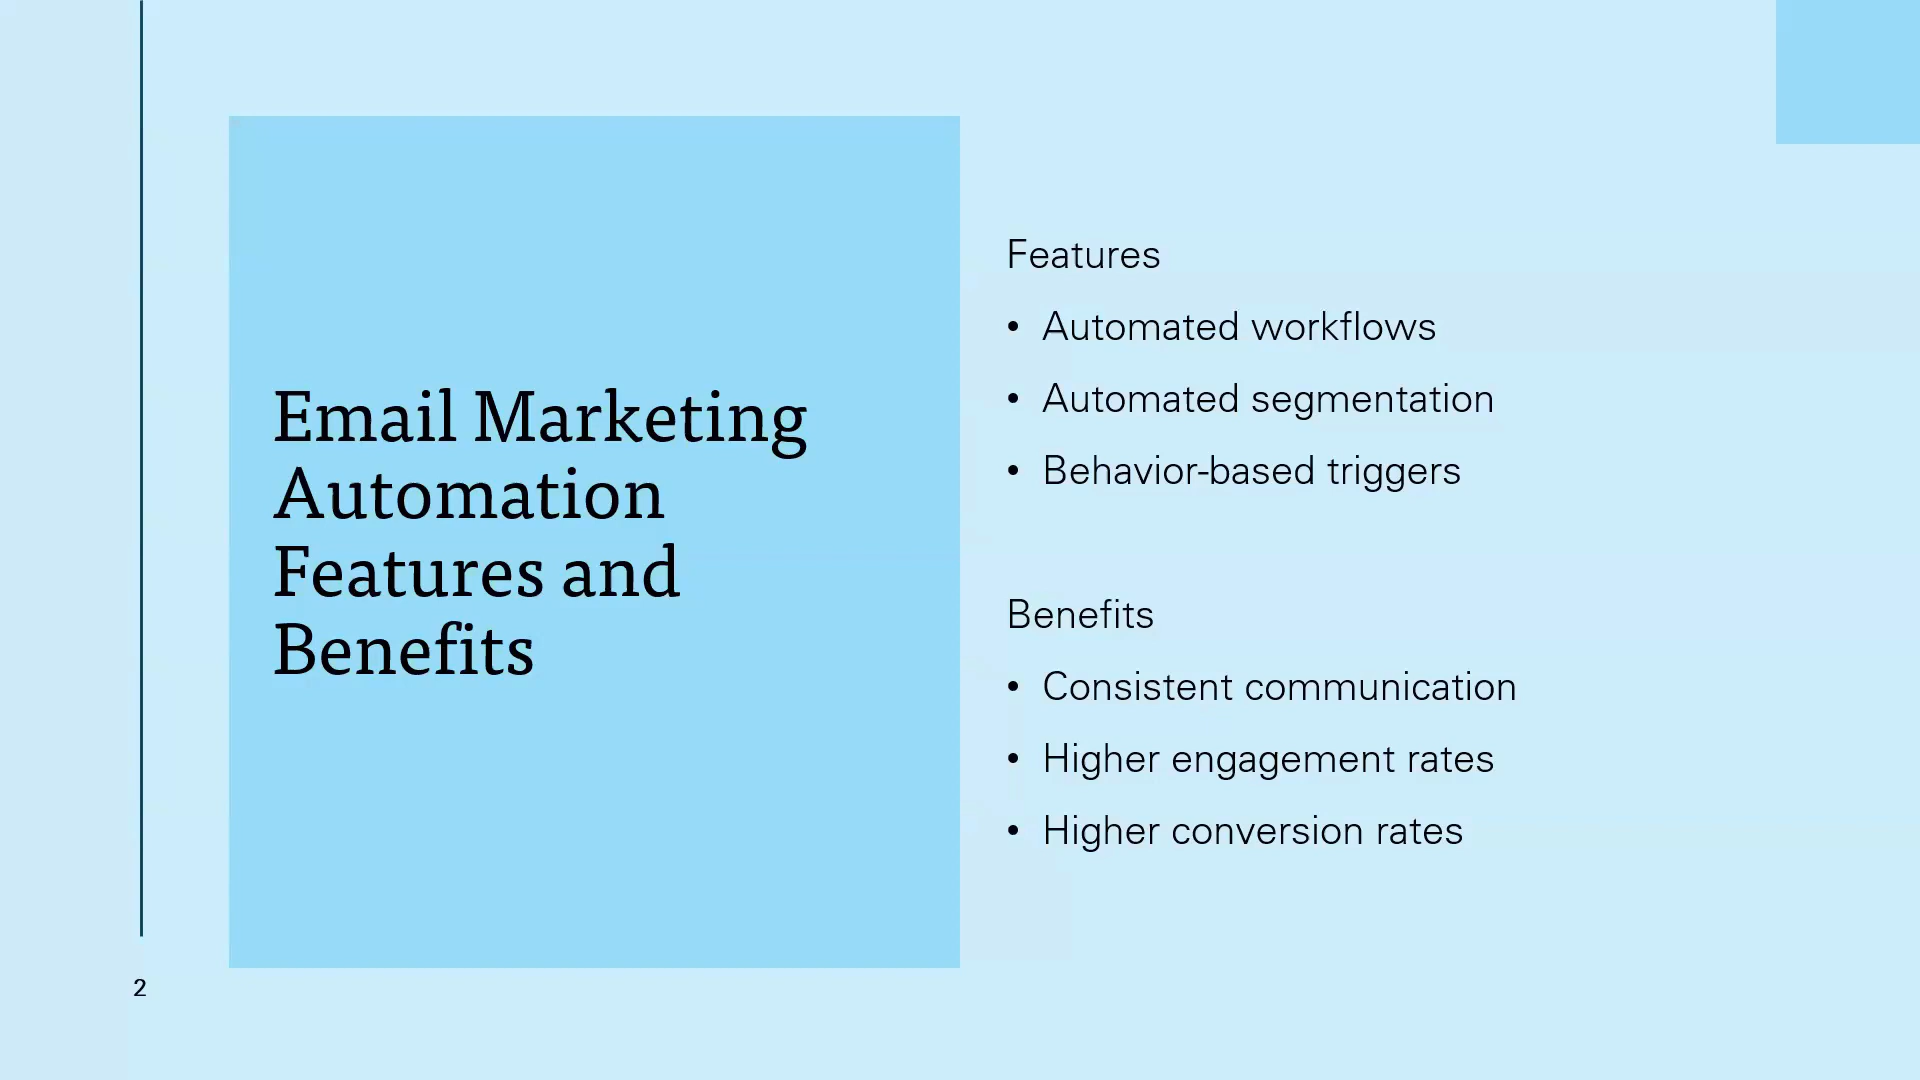 Email Marketing
Automation
Features and
Benefits
Features
• Automated workflows
• Automated segmentation
• Behavior-based triggers
Benefits
• Consistent communication
• Higher engagement rates
• Higher conversion rates
2